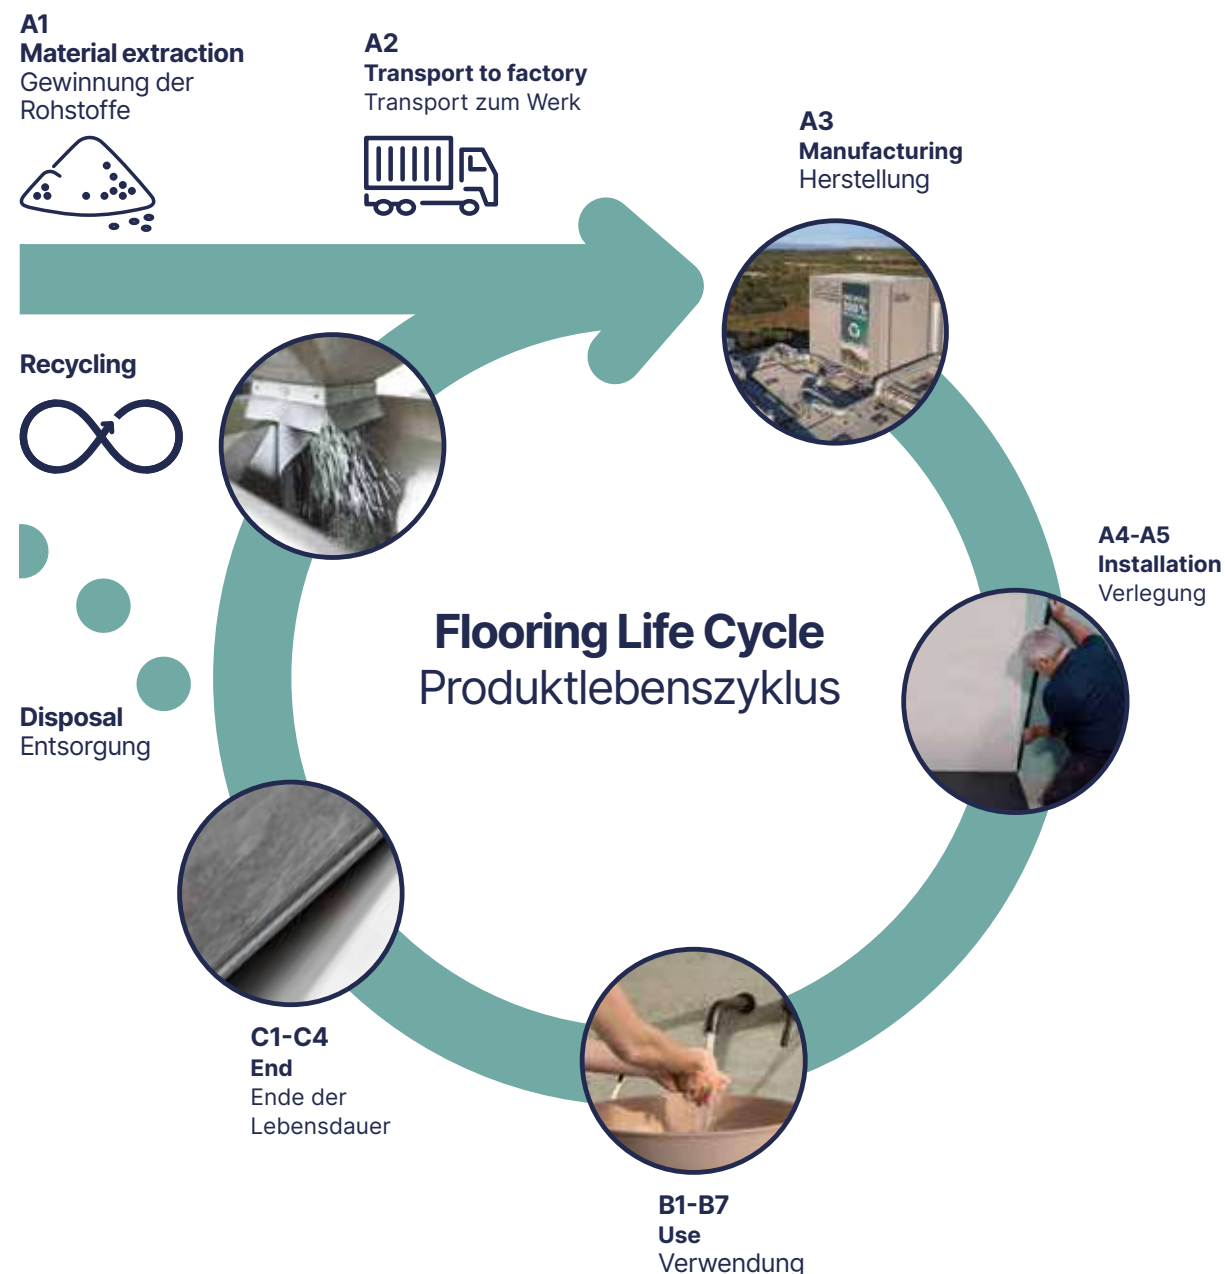 A1
Material extraction
Gewinnung der
Rohstoffe
A2
Transport to factory
Transport zum Werk
A3
Manufacturing
Herstellung
Recycling
A4-A5
Installation
Verlegung
Flooring Life Cycle
Produktlebenszyklus
Disposal
Entsorgung
C1-C4
End
Ende der
Lebensdauer
B1-B7
Use
Verwendung